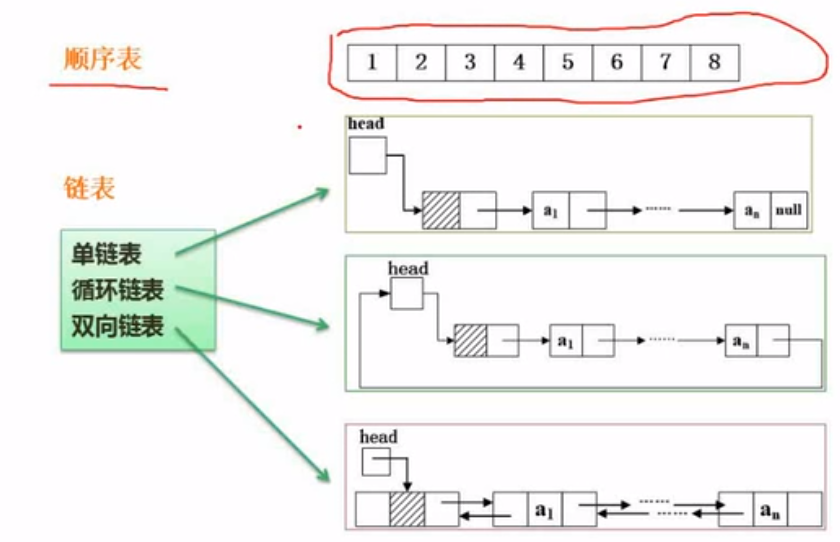 顺序表
1 2 3 4 5 6 7 8
head
a1 ...... an null
链表
单链表
循环链表
双向链表
head
a1 ...... an
head
a1 ...... ...... an